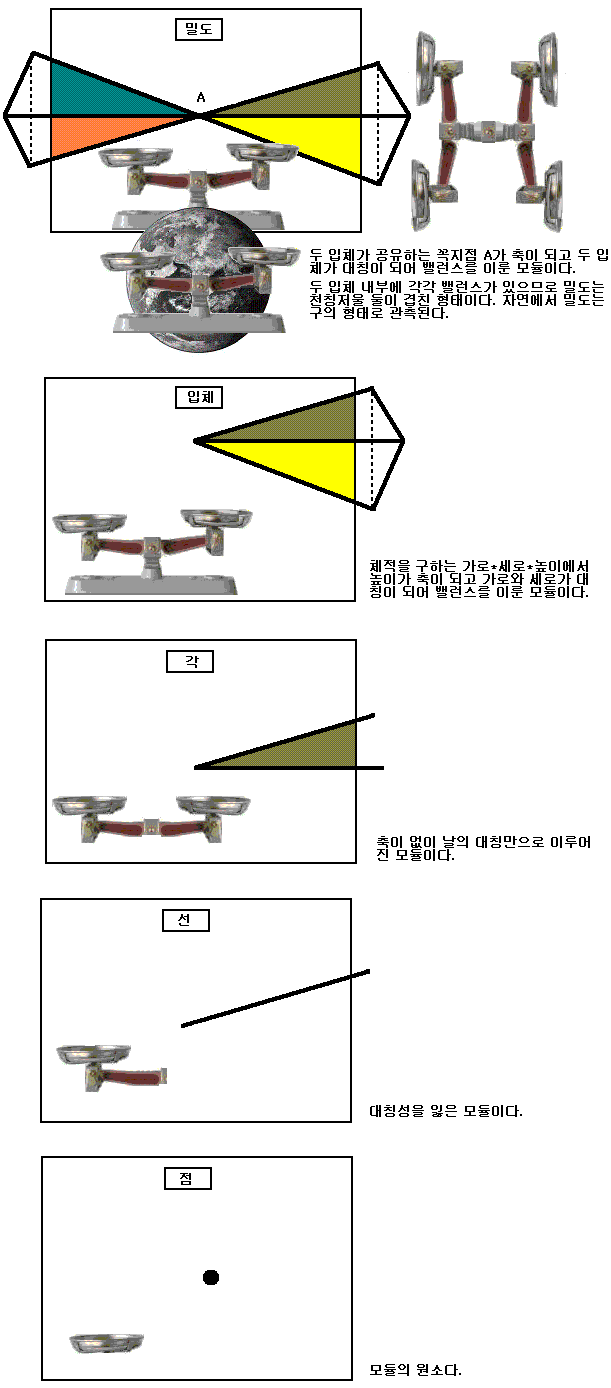 밀도
A
두 입체가 공유하는 꼭지점 A가 축이 되고 두 입
체가 대칭이 되어 밸런스를 이룬 모듈이다.
두 입체 내부에 각각 밸런스가 있으므로 밀도는
천칭저울 둘이 겹친 형태이다. 자연에서 밀도는
구의 형태로 관측된다.
입체
체적을 구하는 가로*세로*높이에서
높이가 축이 되고 가로와 세로가 대
칭이 되어 밸런스를 이룬 모듈이다.
각
축이 없이 날의 대칭만으로 이루어
진 모듈이다.
선
대칭성을 잃은 모듈이다.
점
모듈의 원소다.